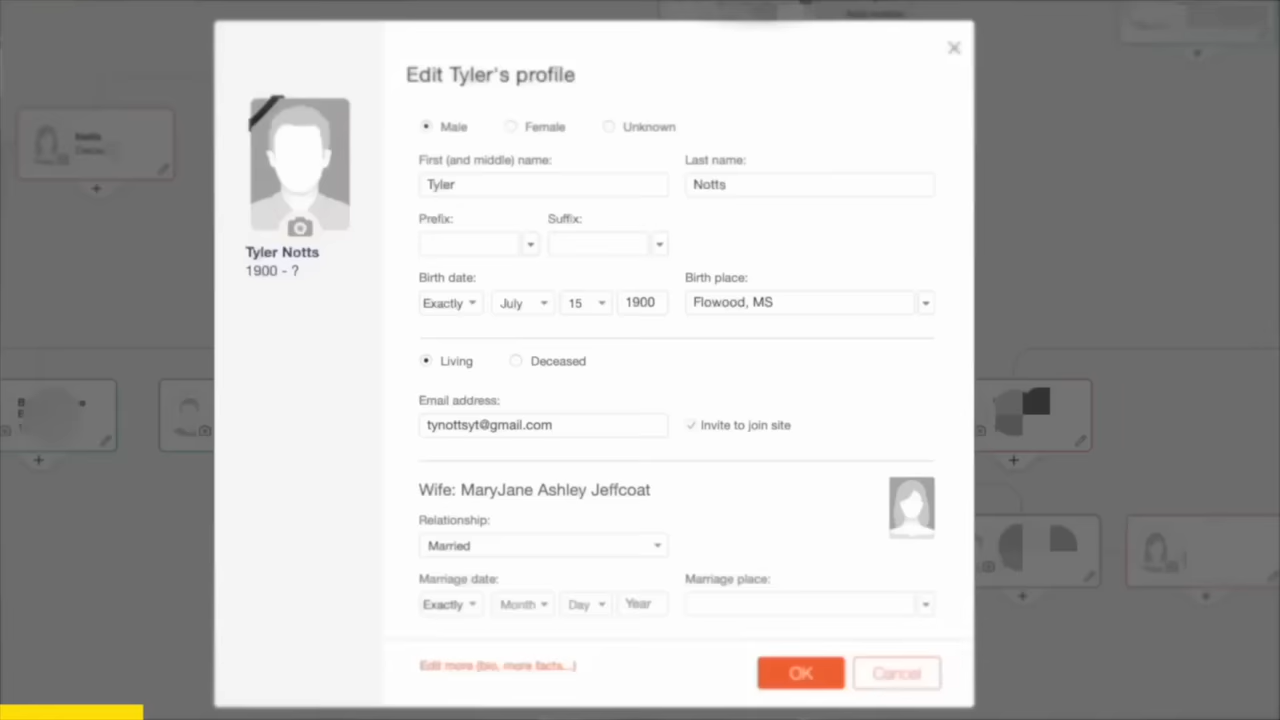 Edit Tyler's profile
Male Female Unknown
First (and middle) name: Last name:
Tyler Notts
Prefix: Suffix:
Tyler Notts
1900 - ?
Birth date: Birth place:
Exactly July 15 1900 Flowood, MS
Living Deceased
Email address:
tynottsyt@gmail.com Invite to join site
Wife: MaryJane Ashley Jeffcoat
Relationship:
Married
Marriage date: Marriage place:
Exactly Month Day Year
Edit more (bio, more facts...) OK Cancel